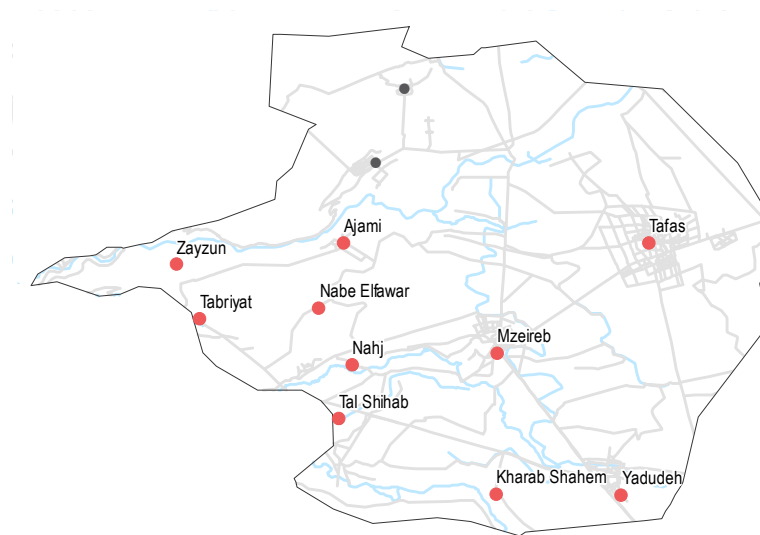 Ajami
Tafas
Zayzun
Nabe Elfawar
Tabriyat
Mzeireb
Nahj
Tal Shihab
Kharab Shahem
Yadudeh